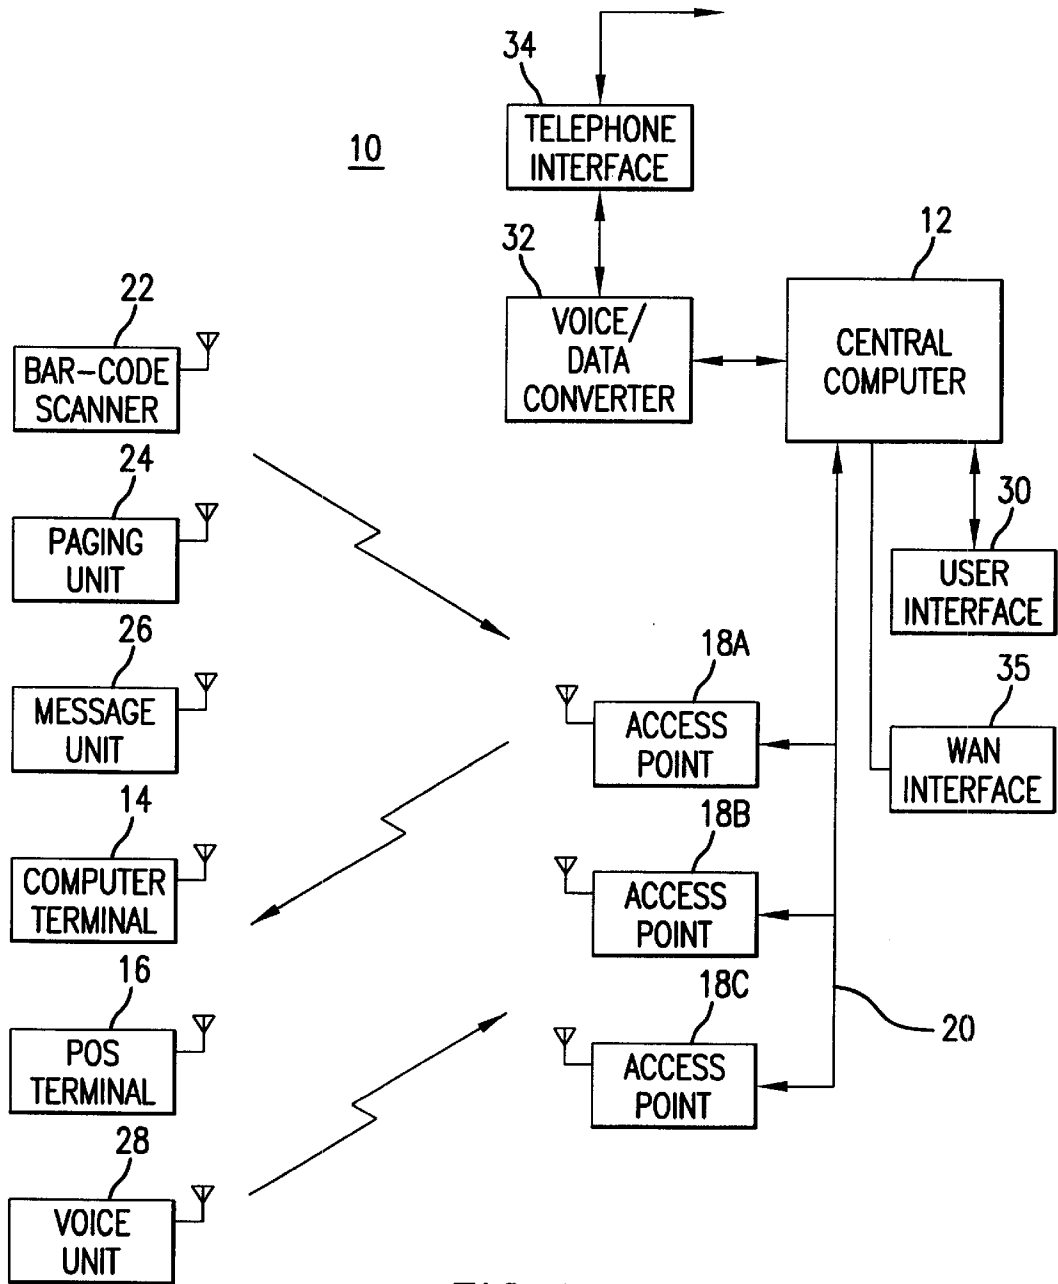 34
TELEPHONE
INTERFACE
10
32
VOICE/
DATA
CONVERTER
12
CENTRAL
COMPUTER
22
BAR-CODE
SCANNER
24
PAGING
UNIT
30
USER
INTERFACE
26
MESSAGE
UNIT
18A
ACCESS
POINT
35
WAN
INTERFACE
14
COMPUTER
TERMINAL
18B
ACCESS
POINT
16
POS
TERMINAL
18C
ACCESS
POINT
20
28
VOICE
UNIT